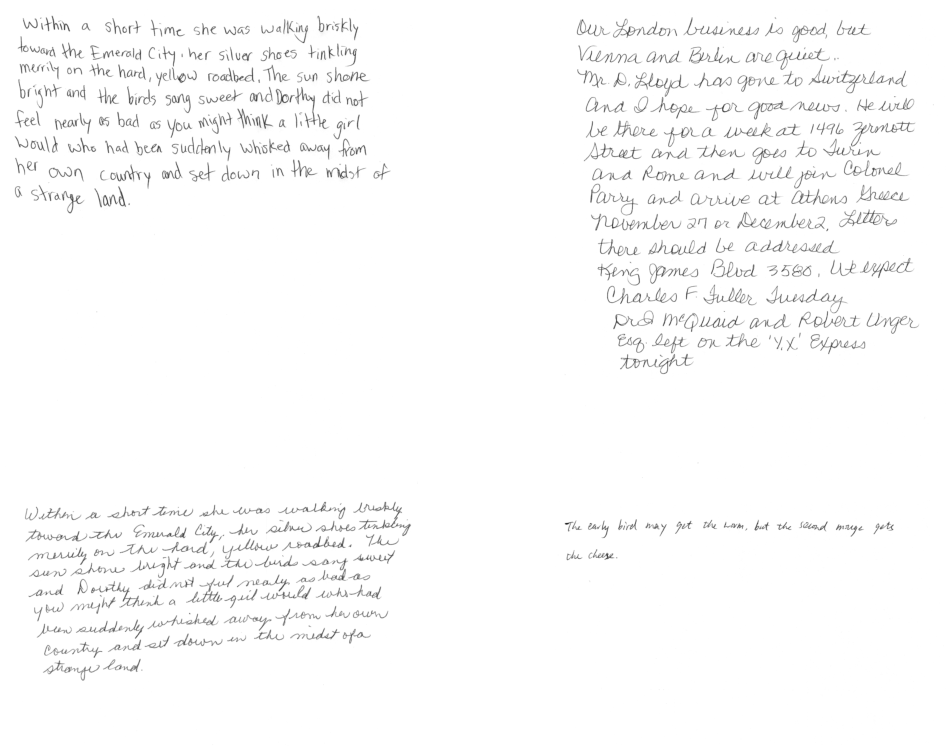 Within a short time she was walking briskly
toward the Emerald City, her silver shoes tinkling
merrily on the hard, yellow roadbed. The sun shone
bright and the birds sang sweet and Dorthy did not
feel nearly as bad as you might think a little girl
would who had been suddenly whisked away from
her own country and set down in the midst of
a strange land.
Our London business is good, but
Vienna and Berlin are quiet..
Mr. D. Lloyd has gone to Switzerland
and I hope for good news. He will
be there for a week at 1496 Zermott
Street and then goes to Turin
and Rome and will join Colonel
Parry and arrive at Athens Greece
November 27 or December 2. Letters
there should be addressed
King James Blvd 3580. We expect
Charles F. Fuller Tuesday
Dr McQuaid and Robert Unger
Esq. left on the 'Y.X' Express
tonight
Within a short time she was walking briskly
toward the Emerald City, her silver shoes tinkling
merrily on the hard, yellow roadbed. The
sun shone bright and the birds sang sweet
and Dorothy did not feel nearly as bad as
you might think a little girl would who had
been suddenly whished away from her own
country and set down in the midst of a
strange land.
The early bird may get the worm, but the second
gets
the cheese.